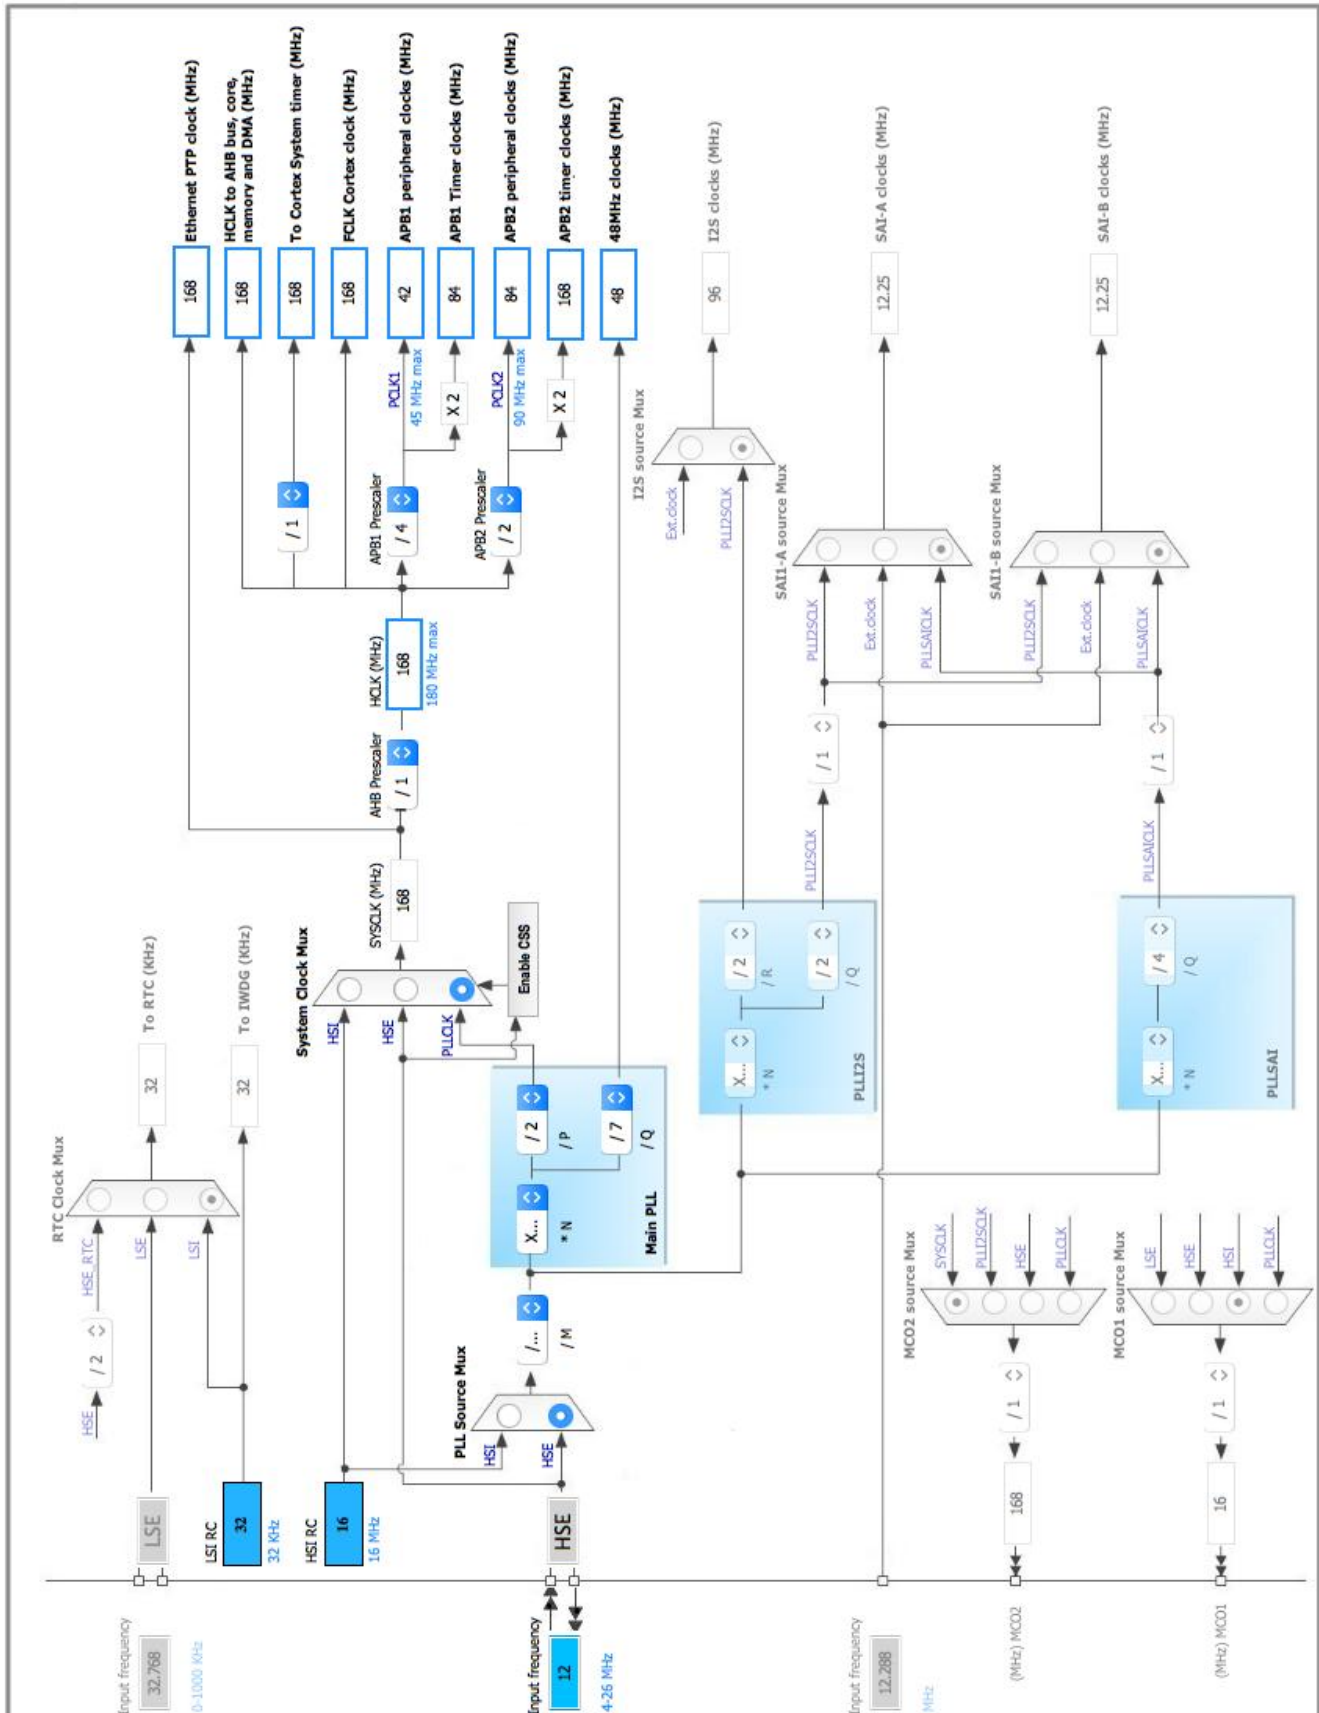 Input frequency
32.768
0-1000 KHz
LSE
HSE
/ 2
HSE_RTC
LSE
LSI
RTC Clock Mux
32
To RTC (KHz)
LSI RC
32
32 KHz
32
To IWDG (KHz)
HSI RC
16
16 MHz
System Clock Mux
HSI
HSE
PLLCLK
Enable CSS
SYSCLK (MHz)
168
AHB Prescaler
/ 1
HCLK (MHz)
168
180 MHz max
168
Ethernet PTP clock (MHz)
168
HCLK to AHB bus, core,
memory and DMA (MHz)
/ 1
168
To Cortex System timer (MHz)
168
FCLK Cortex clock (MHz)
APB1 Prescaler
/ 4
PCLK1
45 MHz max
42
APB1 peripheral clocks (MHz)
X 2
84
APB1 Timer clocks (MHz)
APB2 Prescaler
/ 2
PCLK2
90 MHz max
84
APB2 peripheral clocks (MHz)
X 2
168
APB2 timer clocks (MHz)
48
48MHz clocks (MHz)
Input frequency
12
4-26 MHz
HSE
PLL Source Mux
HSI
HSE
/...
/ M
X...
* N
/ 2
/ P
/ 7
/ Q
Main PLL
I2S source Mux
Ext.clock
PLLI2SCLK
96
I2S clocks (MHz)
X...
* N
/ 2
/ R
/ 2
/ Q
PLLI2S
PLLI2SCLK
/ 1
SAI1-A source Mux
PLLI2SCLK
Ext.clock
PLLSAICLK
12.25
SAI-A clocks (MHz)
Input frequency
12.288
MHz
SAI1-B source Mux
PLLI2SCLK
Ext.clock
PLLSAICLK
12.25
SAI-B clocks (MHz)
X...
* N
/ 4
/ Q
PLLSAI
PLLSAICLK
/ 1
MCO2 source Mux
SYSCLK
PLLI2SCLK
HSE
PLLCLK
/ 1
168
(MHz) MCO2
MCO1 source Mux
LSE
HSE
HSI
PLLCLK
/ 1
16
(MHz) MCO1